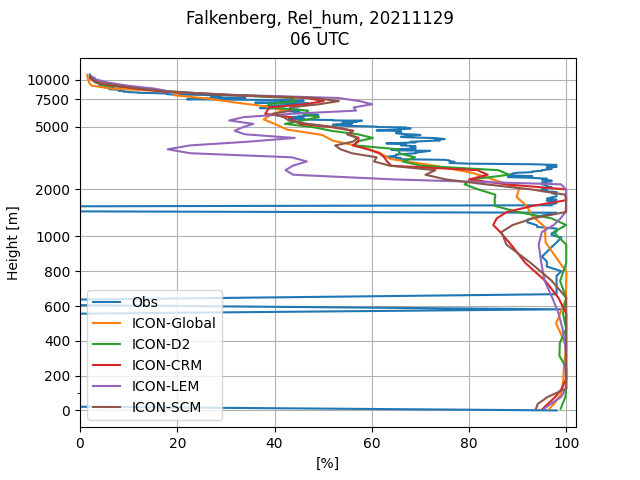 Falkenberg, Rel_hum, 20211129
06 UTC
10000
7500
5000
2000
1000
800
600
400
200
0
Height [m]
Obs
ICON-Global
ICON-D2
ICON-CRM
ICON-LEM
ICON-SCM
0 20 40 60 80 100
[%]